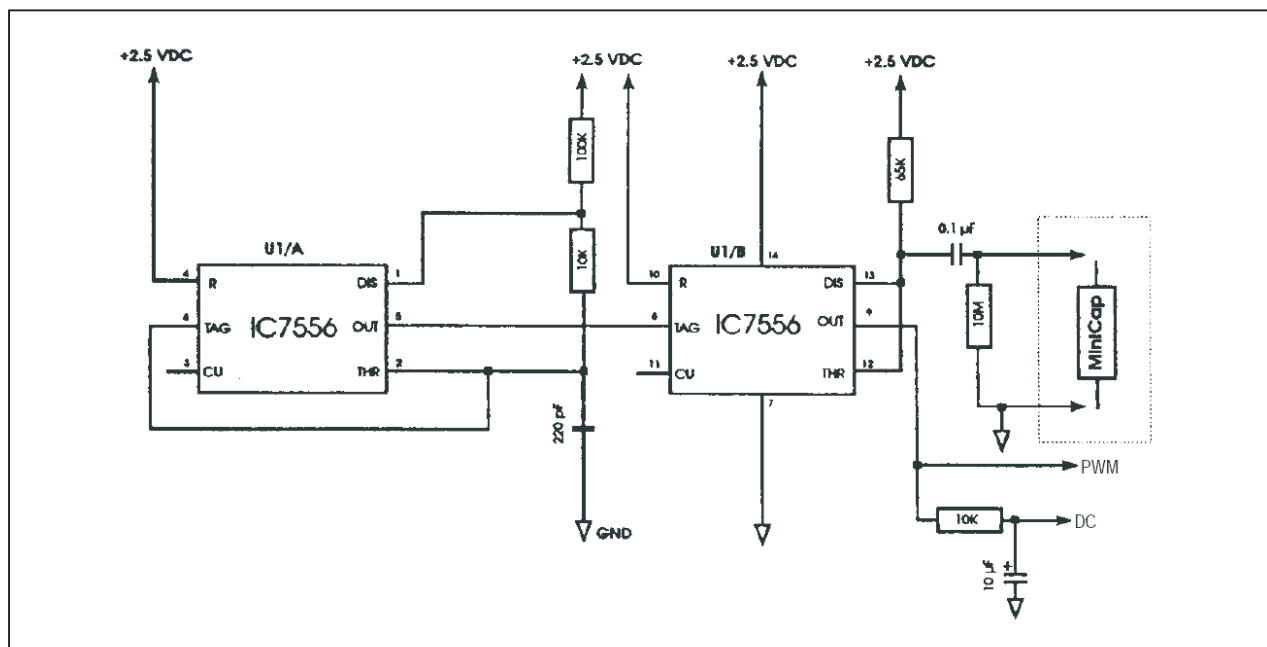 +2.5 VDC
+2.5 VDC
+2.5 VDC
+2.5 VDC
100K
65K
0.1 µF
U1/A
10K
U1/B
14
4
R
1
DIS
10
R
13
DIS
10M
MiniCap
6
TAG
IC7556
5
OUT
8
TAG
IC7556
9
OUT
3
CU
2
THR
11
CU
12
THR
220 pF
7
PWM
GND
10K
DC
10 µF
+